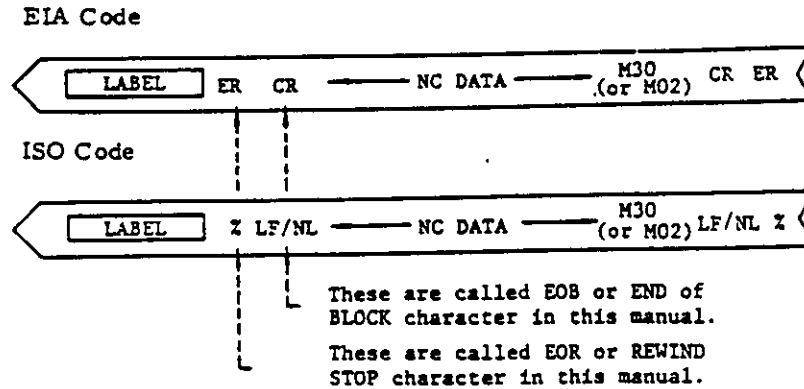 EIA Code
LABEL ER CR NC DATA M30 CR ER
(or M02)
ISO Code
LABEL % LF/NL NC DATA M30 LF/NL %
(or M02)
These are called EOB or END of
BLOCK character in this manual.
These are called EOR or REWIND
STOP character in this manual.